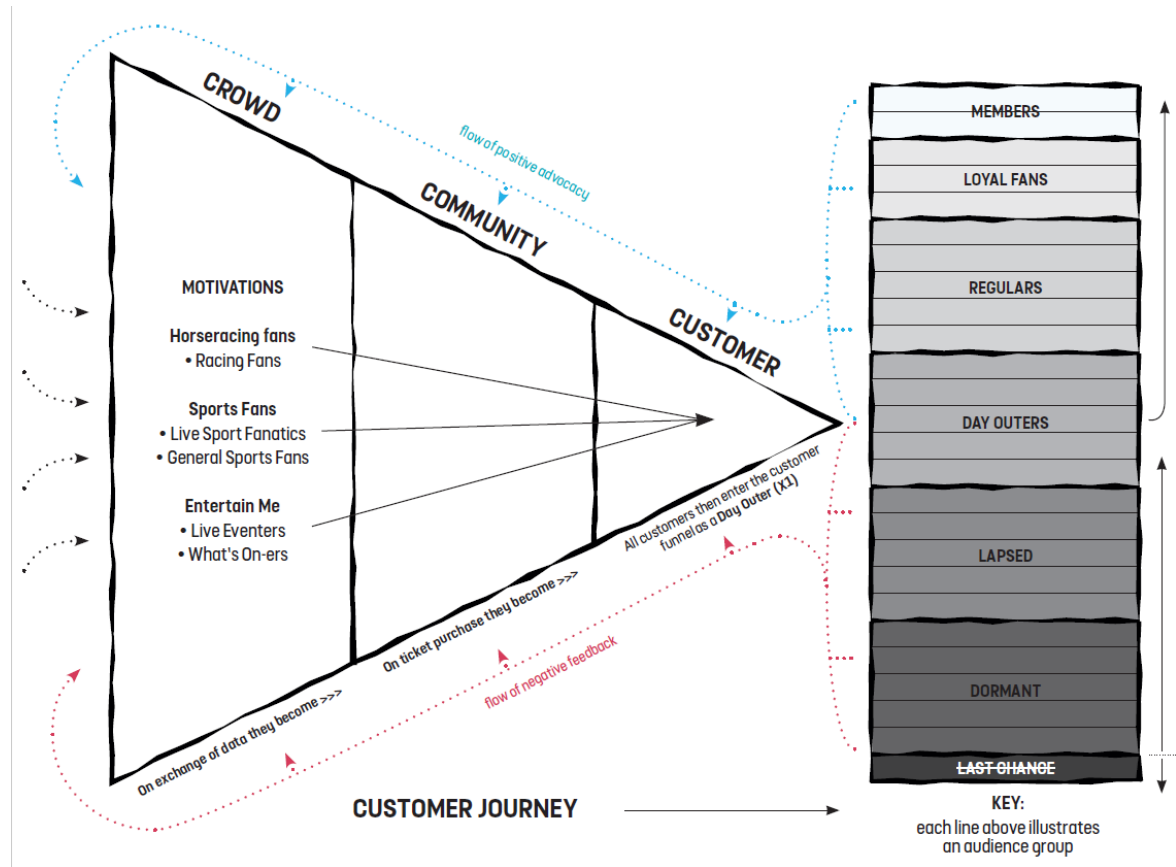 CROWD
flow of positive advocacy
COMMUNITY
CUSTOMER
MOTIVATIONS
Horseracing fans
• Racing Fans
Sports Fans
• Live Sport Fanatics
• General Sports Fans
Entertain Me
• Live Eventers
• What's On-ers
All customers then enter the customer
funnel as a Day Outer (X1)
On ticket purchase they become >>>
On exchange of data they become >>>
flow of negative feedback
CUSTOMER JOURNEY
MEMBERS
LOYAL FANS
REGULARS
DAY OUTERS
LAPSED
DORMANT
LAST CHANCE
KEY:
each line above illustrates
an audience group